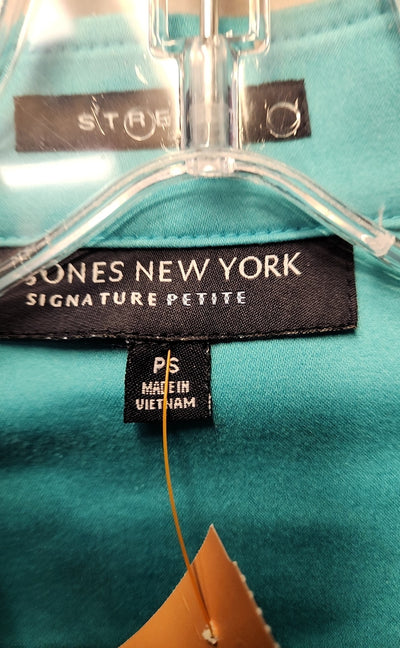 JONES NEW YORK
SIGNATURE PETITE
PS
MADE IN
VIETNAM